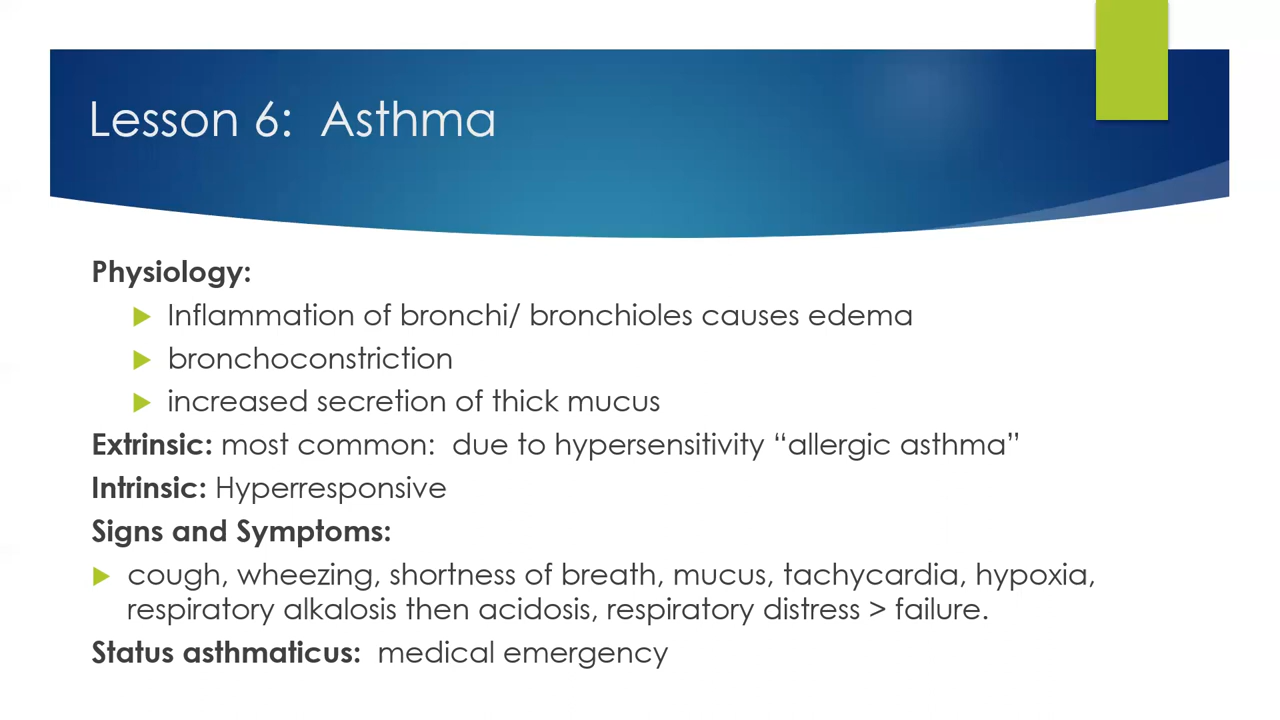 Lesson 6:  Asthma
Physiology:
Inflammation of bronchi/ bronchioles causes edema
bronchoconstriction
increased secretion of thick mucus
Extrinsic: most common:  due to hypersensitivity “allergic asthma”
Intrinsic: Hyperresponsive
Signs and Symptoms:
cough, wheezing, shortness of breath, mucus, tachycardia, hypoxia,
respiratory alkalosis then acidosis, respiratory distress > failure.
Status asthmaticus:  medical emergency